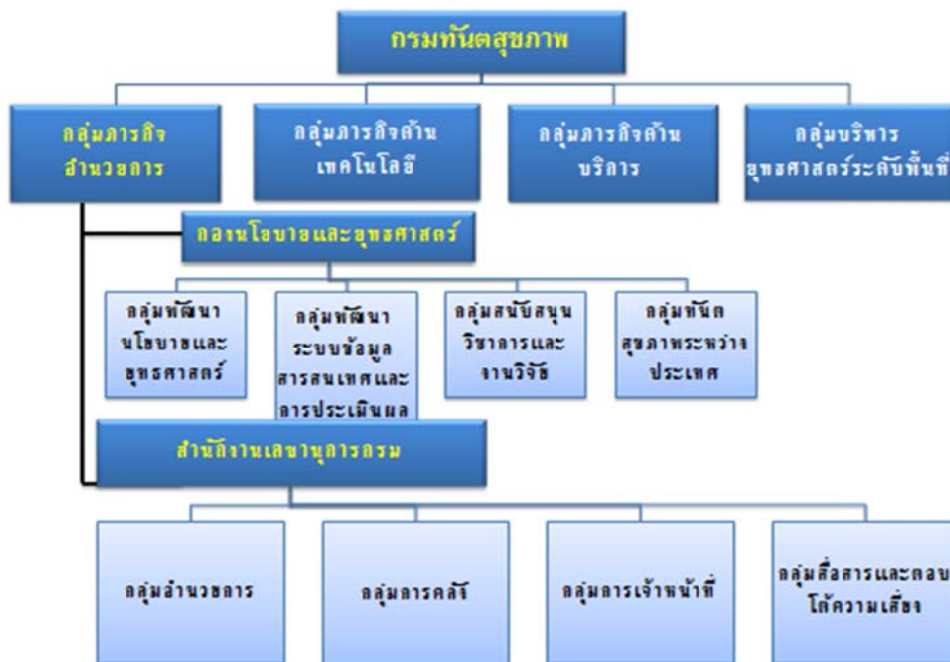 กรมทันตสุขภาพ
กลุ่มภารกิจ
อำนวยการ
กลุ่มภารกิจด้าน
เทคโนโลยี
กลุ่มภารกิจด้าน
บริการ
กลุ่มบริหาร
ยุทธศาสตร์ระดับพื้นที่
กองนโยบายและยุทธศาสตร์
กลุ่มพัฒนา
นโยบายและ
ยุทธศาสตร์
กลุ่มพัฒนา
ระบบข้อมูล
สารสนเทศและ
การประเมินผล
กลุ่มสนับสนุน
วิชาการและ
งานวิจัย
กลุ่มทันต
สุขภาพระหว่าง
ประเทศ
สำนักงานเลขานุการกรม
กลุ่มอำนวยการ
กลุ่มการคลัง
กลุ่มการเจ้าหน้าที่
กลุ่มสื่อสารและตอบ
โต้ความเสี่ยง